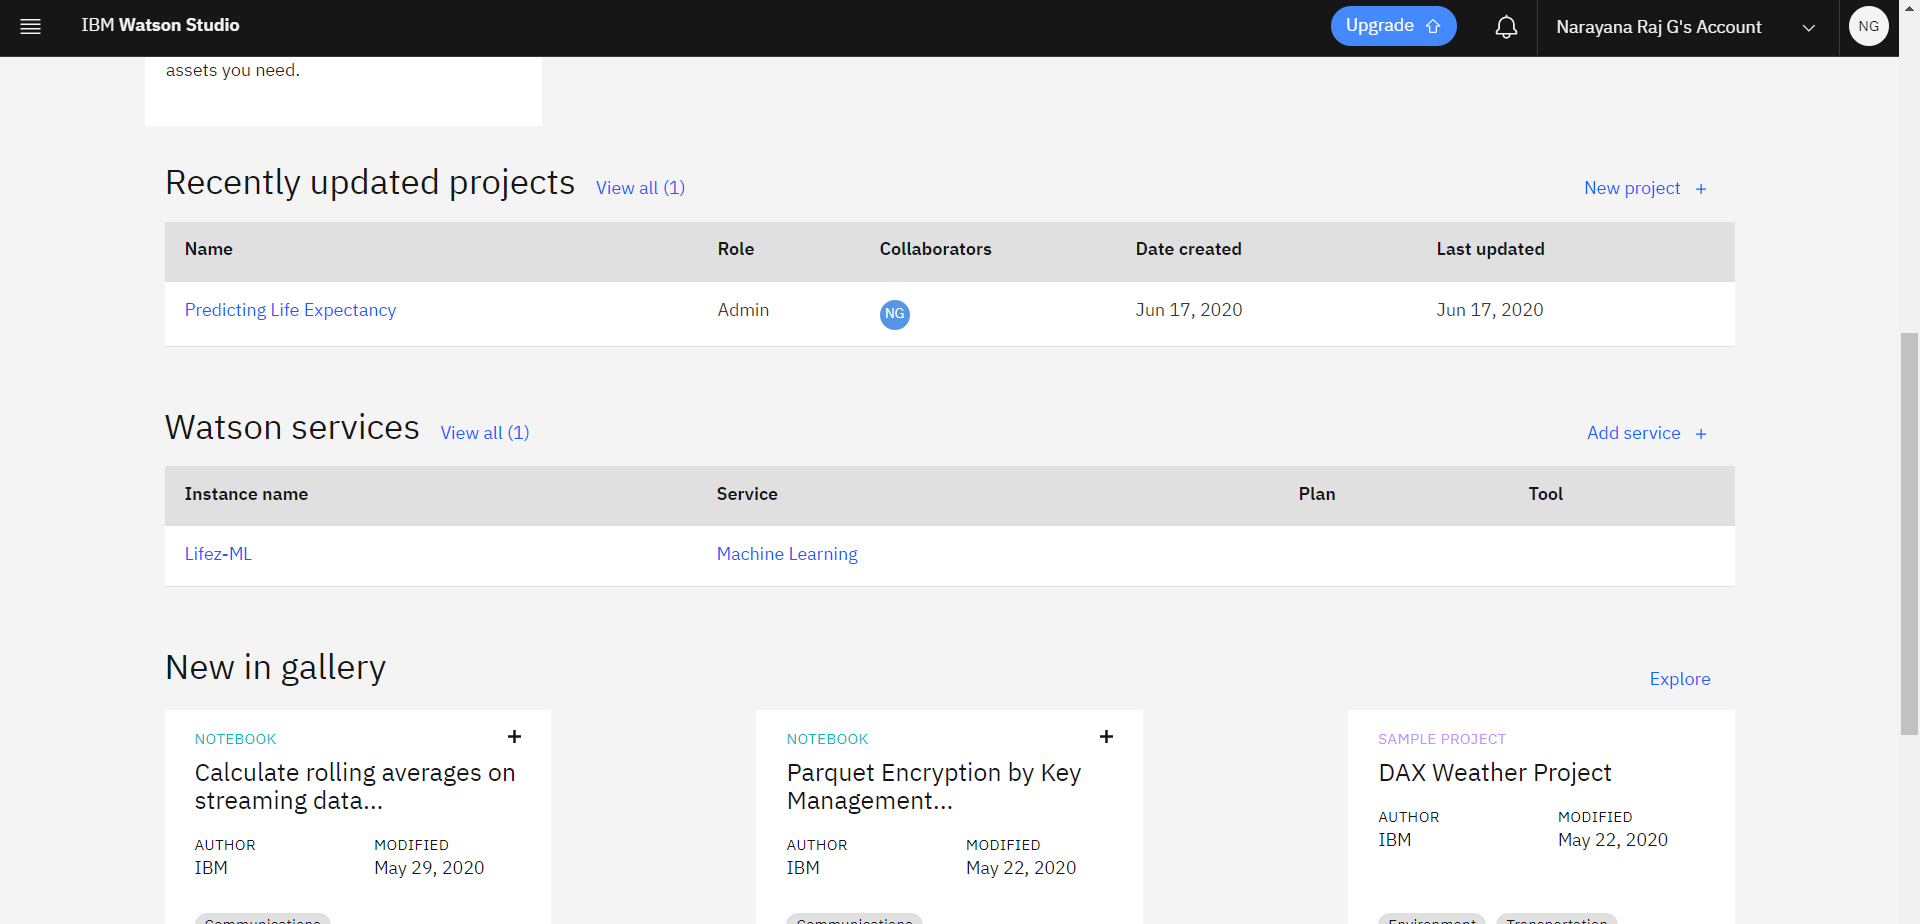 IBM Watson Studio
Upgrade
Narayana Raj G's Account
NG
assets you need.
Recently updated projects View all (1) New project +
Name Role Collaborators Date created Last updated
Predicting Life Expectancy Admin NG Jun 17, 2020 Jun 17, 2020
Watson services View all (1) Add service +
Instance name Service Plan Tool
Lifez-ML Machine Learning
New in gallery Explore
NOTEBOOK +
Calculate rolling averages on
streaming data...
AUTHOR MODIFIED
IBM May 29, 2020
Communications
NOTEBOOK +
Parquet Encryption by Key
Management...
AUTHOR MODIFIED
IBM May 22, 2020
Communications
SAMPLE PROJECT
DAX Weather Project
AUTHOR MODIFIED
IBM May 22, 2020
Environment Transportation